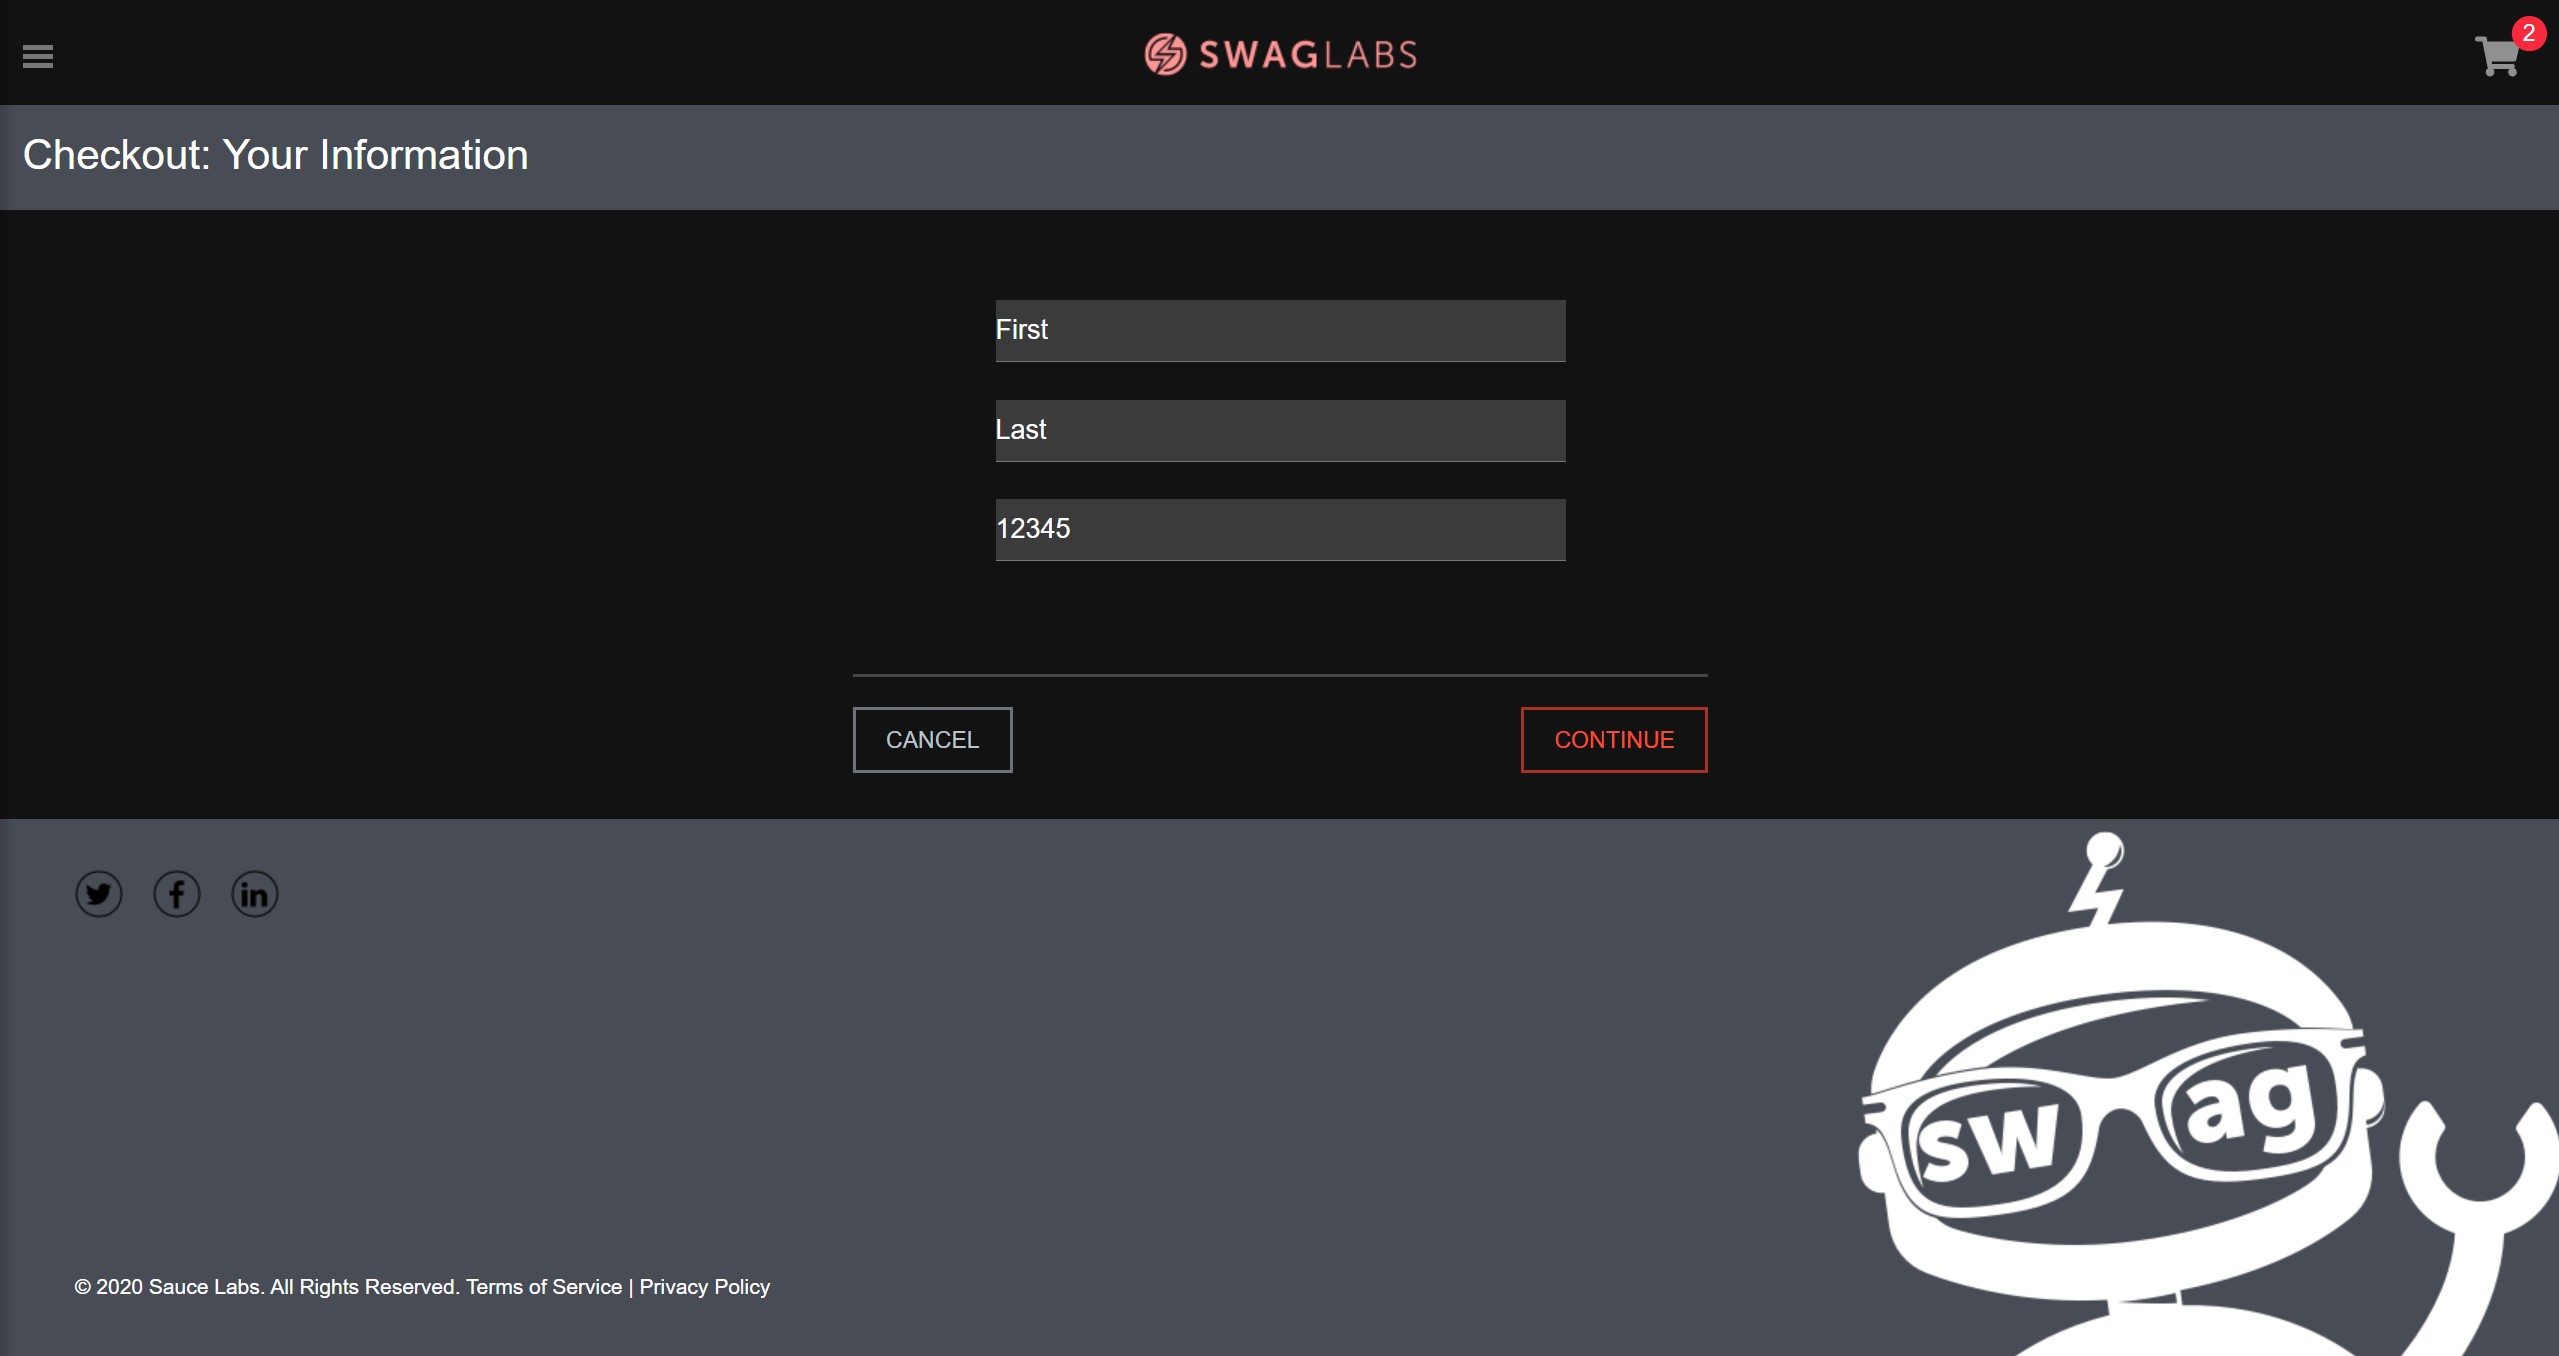 SWAGLABS
2
Checkout: Your Information
First
Last
12345
CANCEL
CONTINUE
in
sw ag
© 2020 Sauce Labs. All Rights Reserved. Terms of Service | Privacy Policy